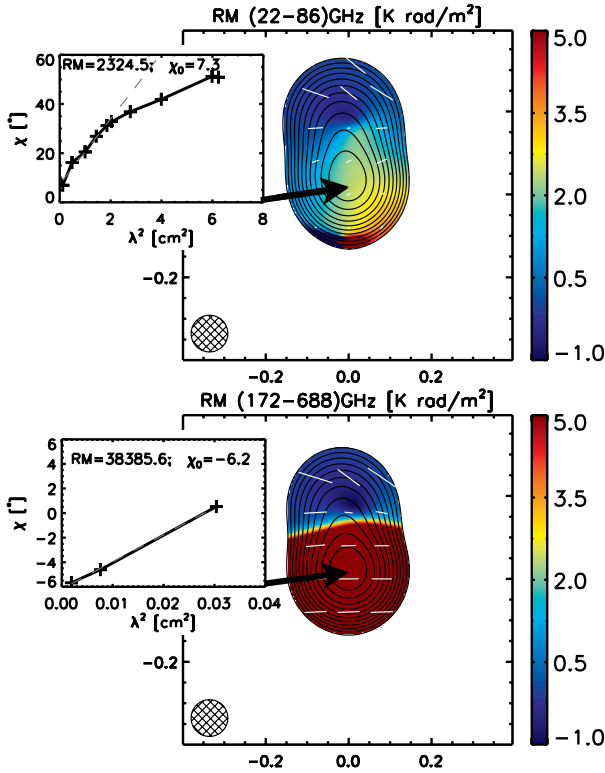 RM (22−86)GHz [K rad/m²]
RM=2324.5; χ₀=7.3
χ [°]
60
40
20
0
0 2 4 6 8
λ² [cm²]
−0.2
−0.2 0.0 0.2
5.0
3.5
2.0
0.5
−1.0
RM (172−688)GHz [K rad/m²]
RM=38385.6; χ₀=−6.2
χ [°]
6
4
2
0
−2
−4
−6
0.00 0.01 0.02 0.03 0.04
λ² [cm²]
−0.2
−0.2 0.0 0.2
5.0
3.5
2.0
0.5
−1.0